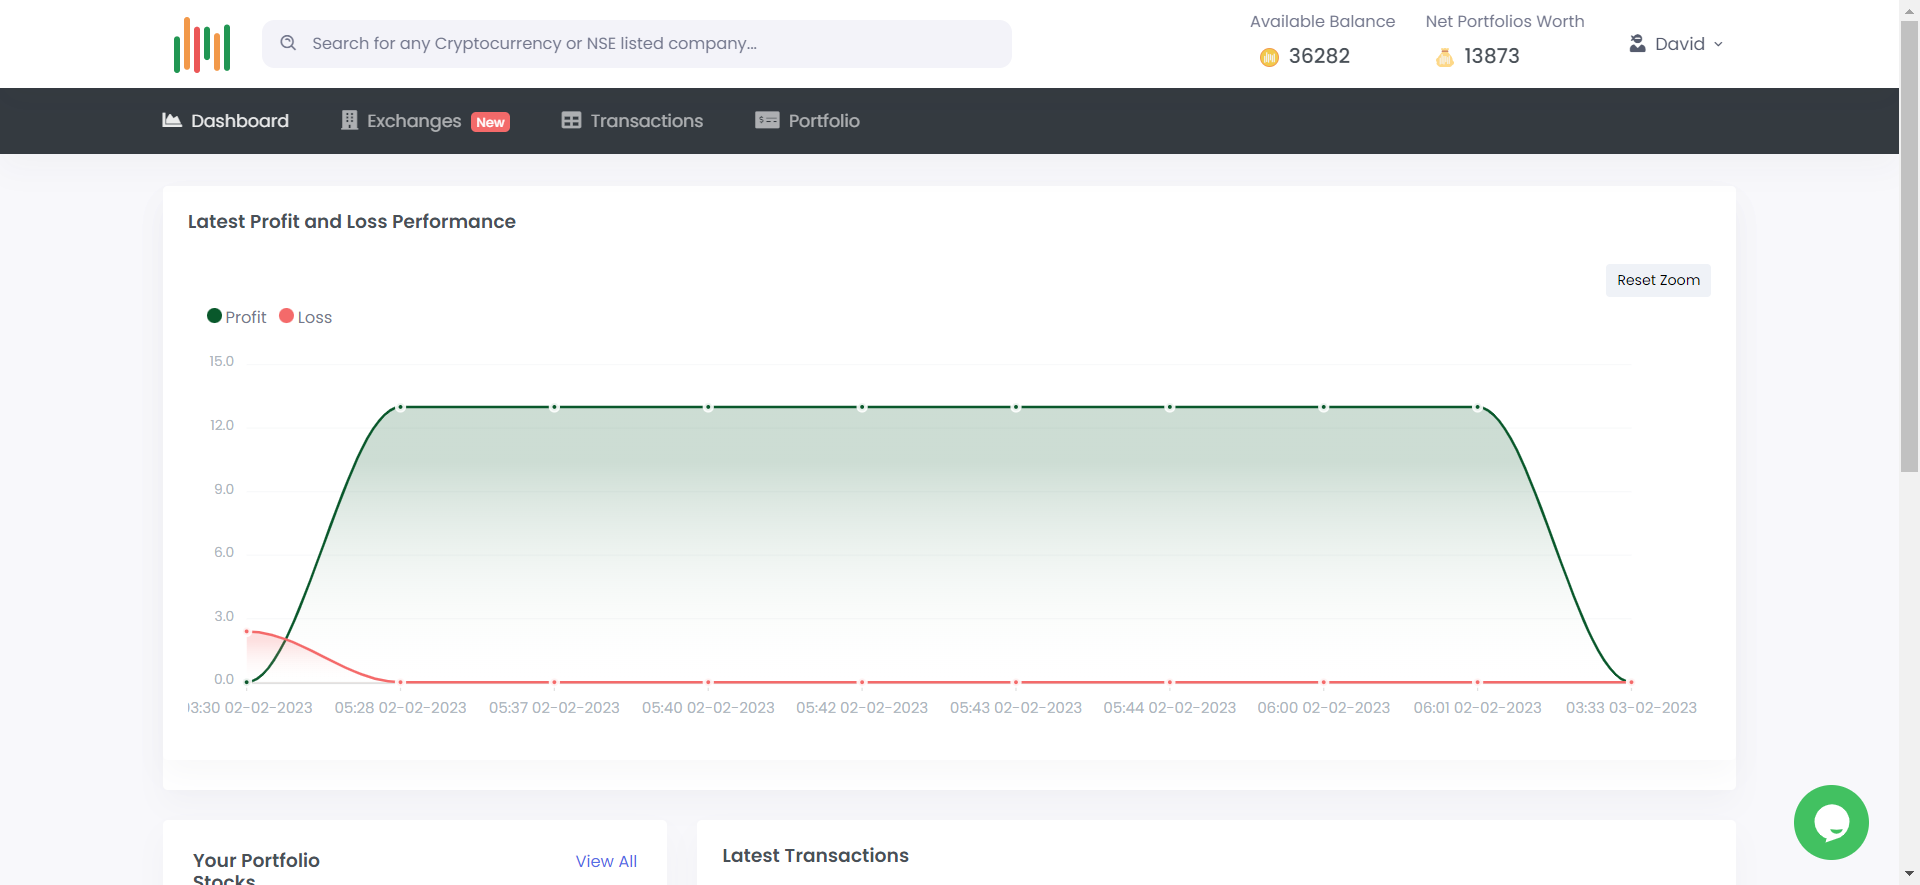 Search for any Cryptocurrency or NSE listed company...
Available Balance
36282
Net Portfolios Worth
13873
David
Dashboard
Exchanges New
Transactions
Portfolio
Latest Profit and Loss Performance
Reset Zoom
Profit
Loss
15.0
12.0
9.0
6.0
3.0
0.0
3:30 02-02-2023
05:28 02-02-2023
05:37 02-02-2023
05:40 02-02-2023
05:42 02-02-2023
05:43 02-02-2023
05:44 02-02-2023
06:00 02-02-2023
06:01 02-02-2023
03:33 03-02-2023
Your Portfolio
Stocks
View All
Latest Transactions